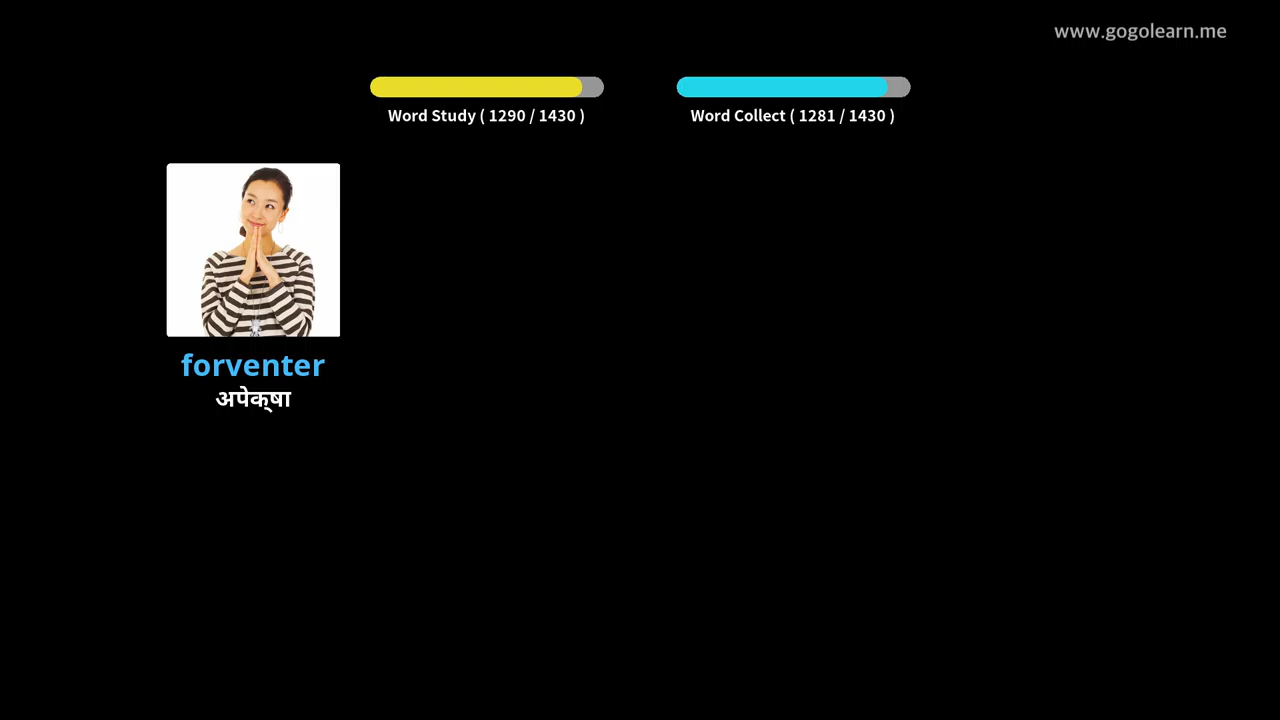 www.gogolearn.me
Word Study ( 1290 / 1430 )
Word Collect ( 1281 / 1430 )
forventer
अपेक्षा